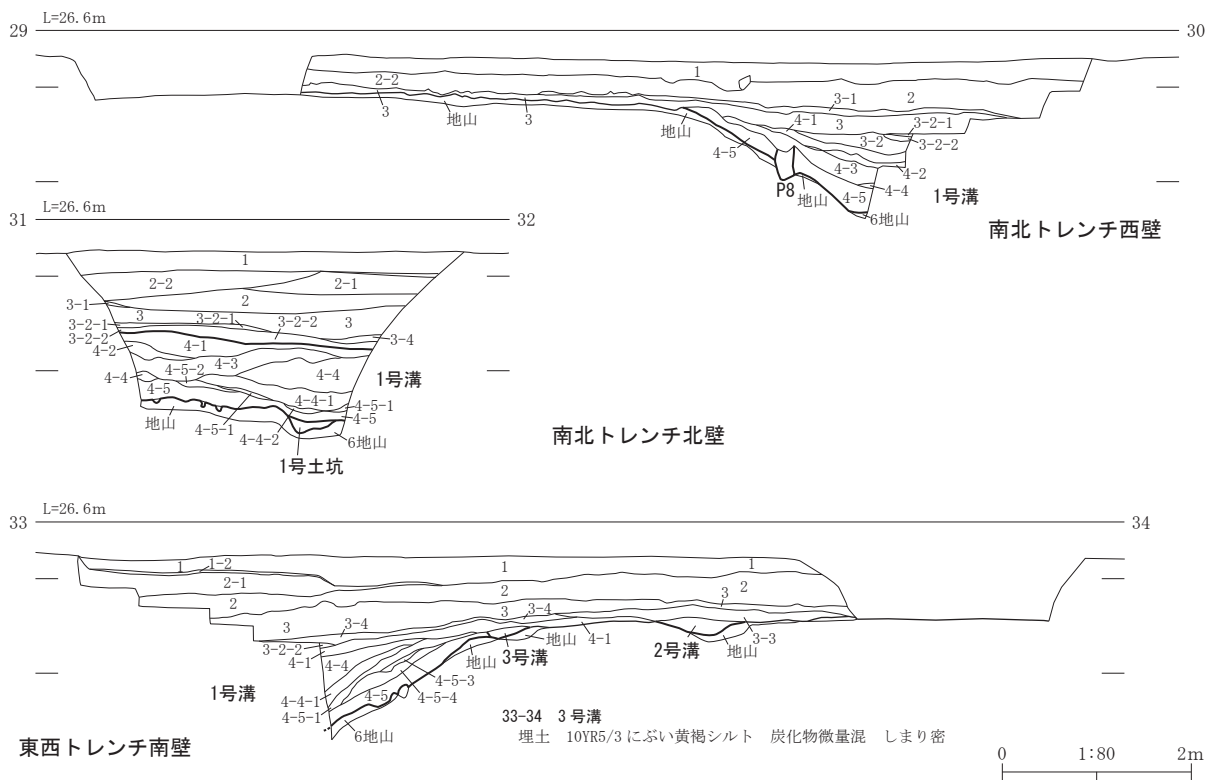 L=26.6m
29 30
1
2-2
2
3-1
3
地山
3
地山
4-1
3
3-2-1
3-2
3-2-2
4-5
4-3
4-2
4-4
P8
地山
4-5
1号溝
6地山
南北トレンチ西壁
L=26.6m
31 32
1
2-2
2-1
2
3-1
3
3-2-1
3-2-1
3-2-2
3
3-2-2
4-1
3-4
4-2
4-3
4-5-2
4-4
4-4
1号溝
4-5
4-4-1
4-5-1
4-5
地山
4-5-1
4-4-2
6地山
1号土坑
南北トレンチ北壁
L=26.6m
33 34
1
1-2
1
1
2-1
2
2
2
3
3
3-4
3
3-4
4-1
3-3
3-2-2
4-1
4-4
地山
3号溝
地山
2号溝
地山
1号溝
4-5-3
4-4-1
4-5
4-5-4
4-5-1
6地山
33-34 3号溝
埋土 10YR5/3にぶい黄褐シルト 炭化物微量混 しまり密
東西トレンチ南壁
0 1:80 2m